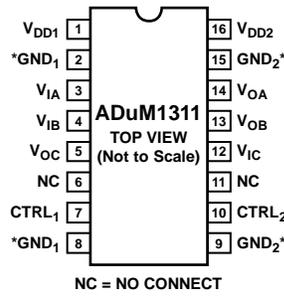 VDD1 1 16 VDD2
*GND1 2 15 GND2*
VIA 3 14 VOA
ADuM1311
VIB 4 13 VOB
TOP VIEW
(Not to Scale)
VOC 5 12 VIC
NC 6 11 NC
CTRL1 7 10 CTRL2
*GND1 8 9 GND2*
NC = NO CONNECT